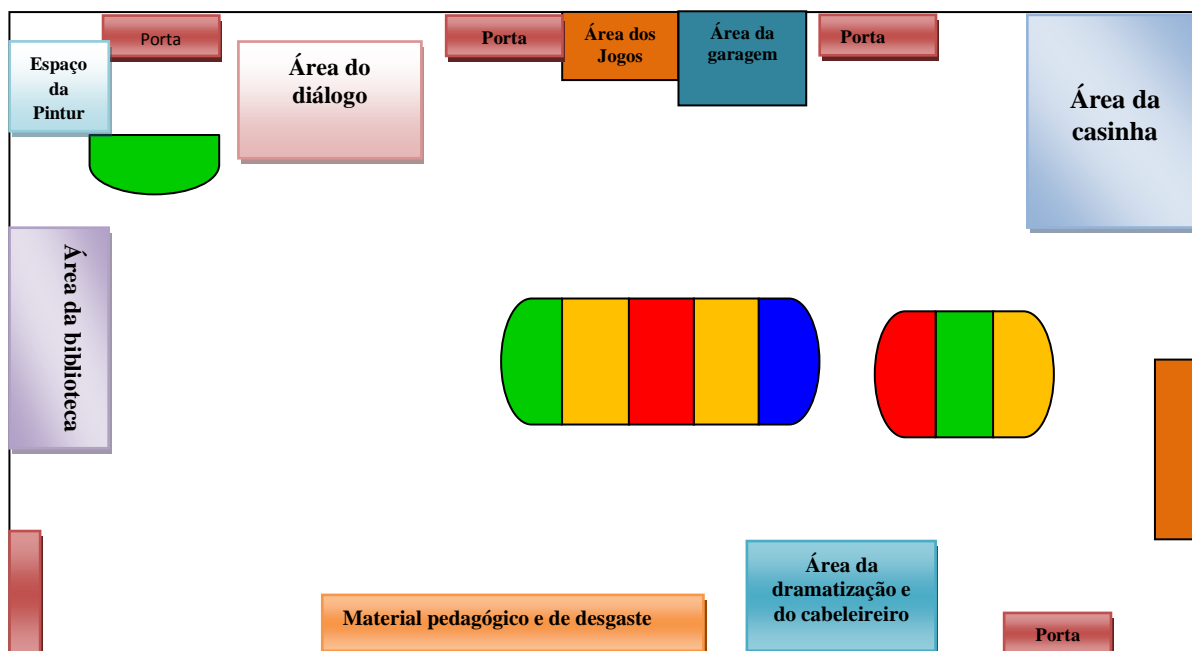 Porta
Porta
Área dos
Jogos
Área da
garagem
Porta
Espaço
da
Pintur
Área do
diálogo
Área da
casinha
Área da biblioteca
Área da
dramatização e
do cabeleireiro
Material pedagógico e de desgaste
Porta